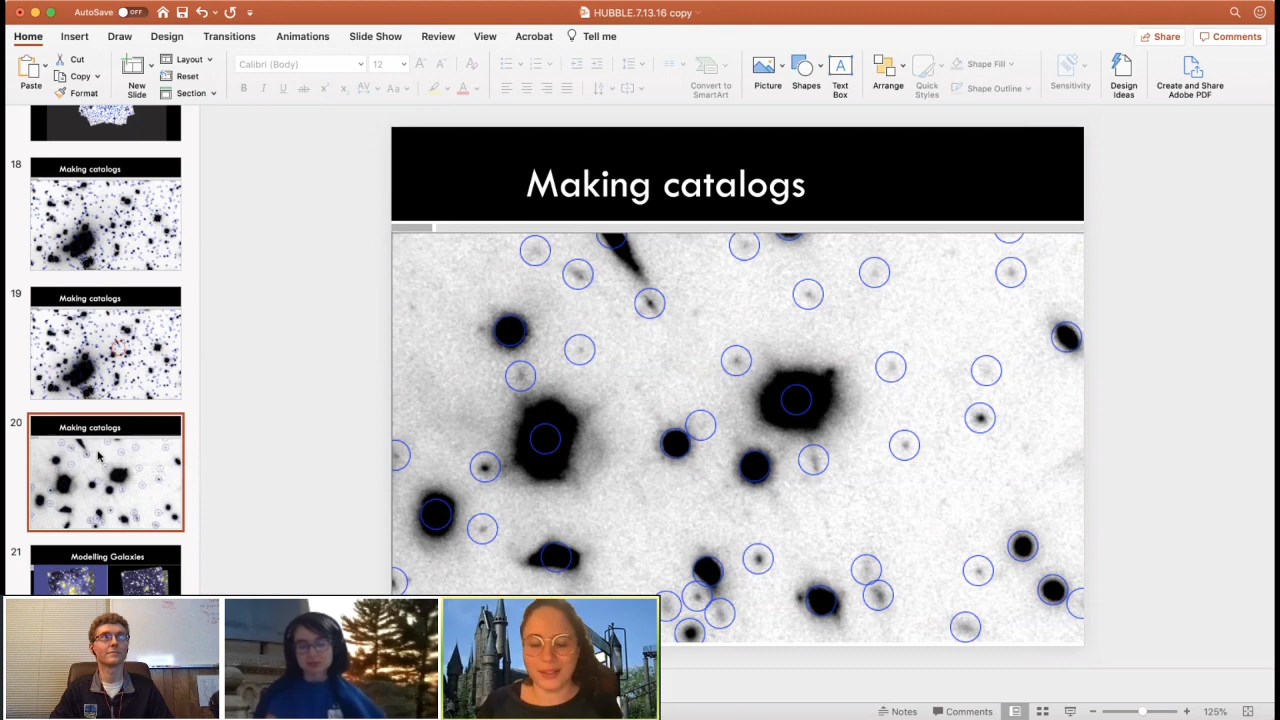 AutoSave OFF HUBBLE.7.13.16 copy
Home Insert Draw Design Transitions Animations Slide Show Review View Acrobat Tell me Share Comments
Paste Cut Copy Format
New Slide Layout Reset Section
Calibri (Body) 12
Convert to SmartArt
Picture Shapes Text Box Arrange Quick Styles Shape Fill Shape Outline
Sensitivity Design Ideas Create and Share Adobe PDF
18
Making catalogs
19
Making catalogs
20
Making catalogs
21
Modelling Galaxies
Making catalogs
Notes Comments 125%